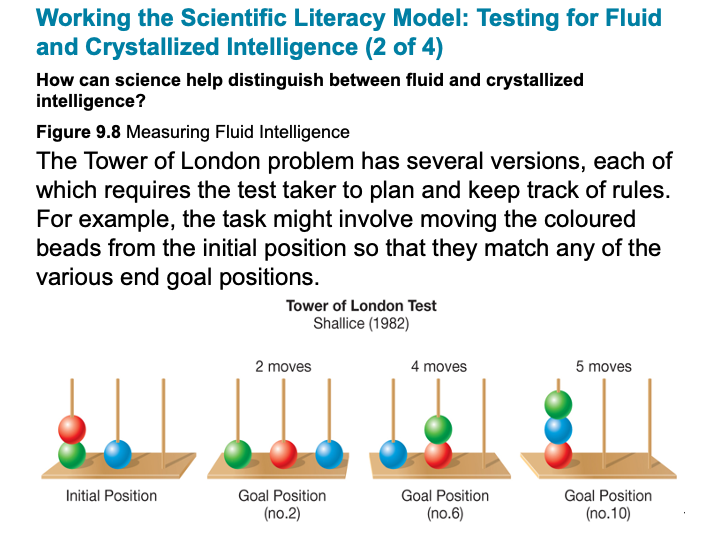 Working the Scientific Literacy Model: Testing for Fluid
and Crystallized Intelligence (2 of 4)
How can science help distinguish between fluid and crystallized
intelligence?
Figure 9.8 Measuring Fluid Intelligence
The Tower of London problem has several versions, each of
which requires the test taker to plan and keep track of rules.
For example, the task might involve moving the coloured
beads from the initial position so that they match any of the
various end goal positions.
Tower of London Test
Shallice (1982)
2 moves 4 moves 5 moves
Initial Position Goal Position Goal Position Goal Position
(no.2) (no.6) (no.10)